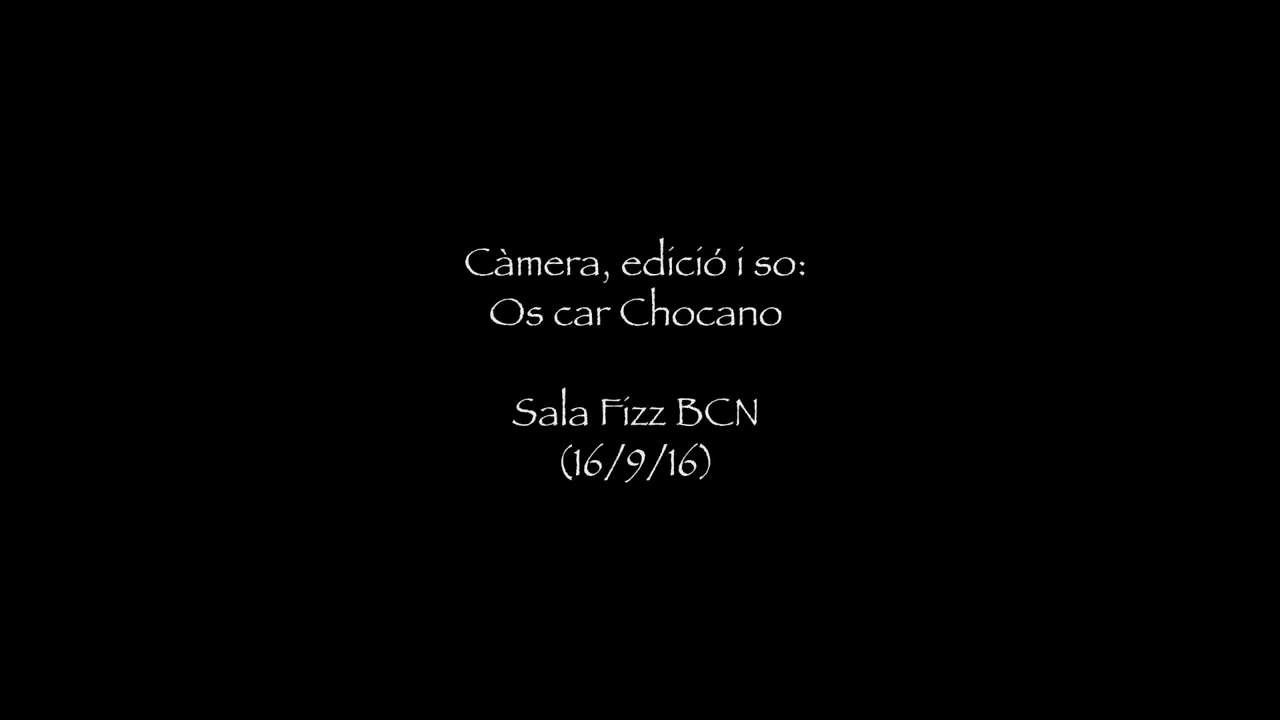 Càmera, edició i so:
Os car Chocano
Sala Fizz BCN
(16/9/16)